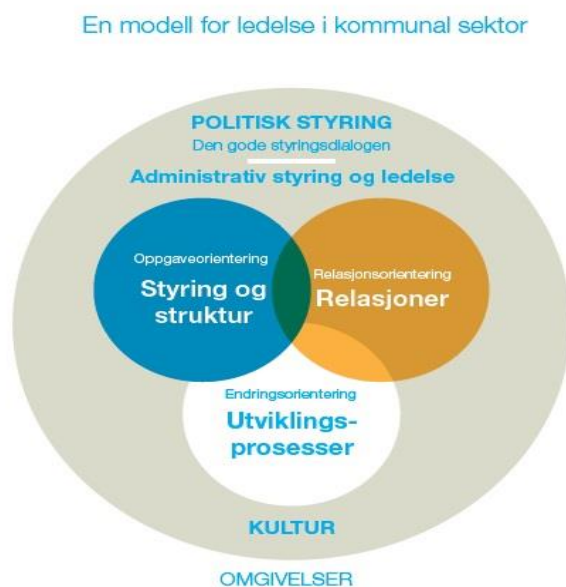 En modell for ledelse i kommunal sektor
POLITISK STYRING
Den gode styringsdialogen
Administrativ styring og ledelse
Oppgaveorientering
Styring og
struktur
Relasjonsorientering
Relasjoner
Endringsorientering
Utviklings-
prosesser
KULTUR
OMGIVELSER